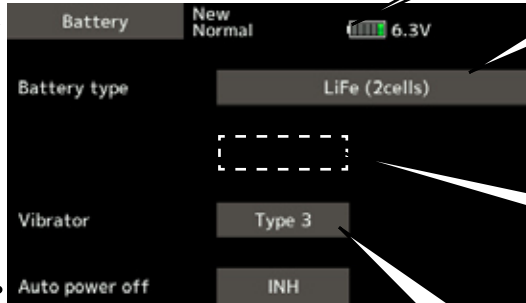 Battery
New
Normal
6.3V
Battery type
LiFe (2cells)
Vibrator
Type 3
Auto power off
INH